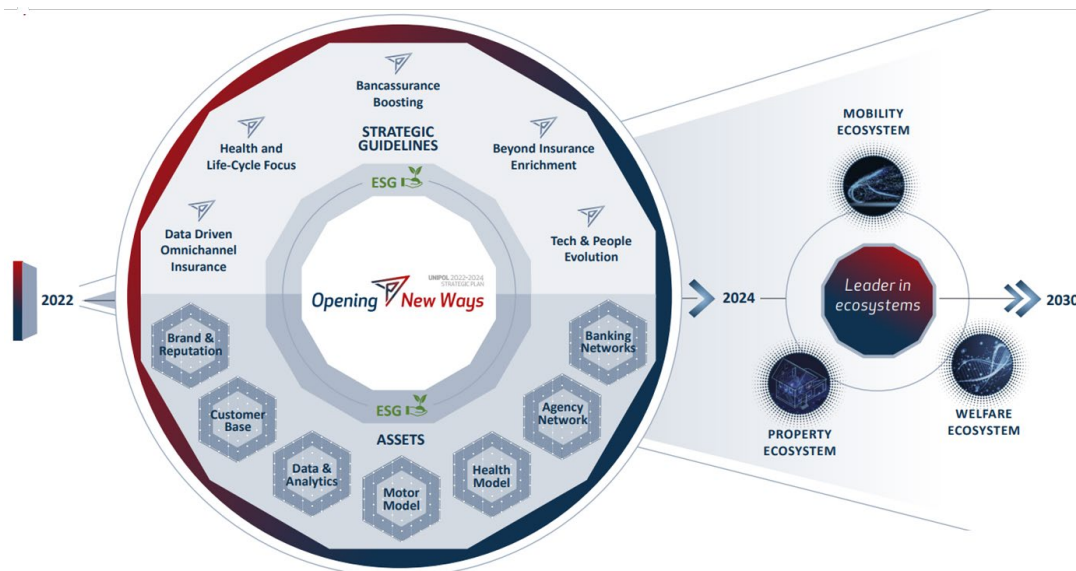 2022
Bancassurance
Boosting
STRATEGIC
GUIDELINES
Health and
Life-Cycle Focus
Beyond Insurance
Enrichment
ESG
Data Driven
Omnichannel
Insurance
Tech & People
Evolution
UNIPOL 2022-2024
STRATEGIC PLAN
Opening New Ways
Brand &
Reputation
Customer
Base
Data &
Analytics
Motor
Model
Health
Model
Agency
Network
Banking
Networks
ESG
ASSETS
2024
MOBILITY
ECOSYSTEM
Leader in
ecosystems
PROPERTY
ECOSYSTEM
WELFARE
ECOSYSTEM
2030